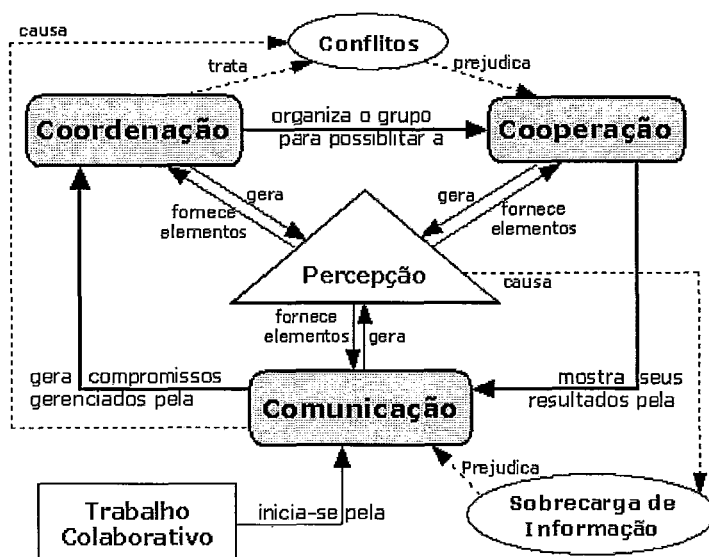 causa
Conflitos
trata
prejudica
Coordenação
organiza o grupo
para possiblitar a
Cooperação
gera
fornece
elementos
gera
fornece
elementos
Percepção
causa
fornece
elementos
gera
gera compromissos
gerenciados pela
mostra seus
resultados pela
Comunicação
Prejudica
Trabalho
Colaborativo
inicia-se pela
Sobrecarga de
Informação